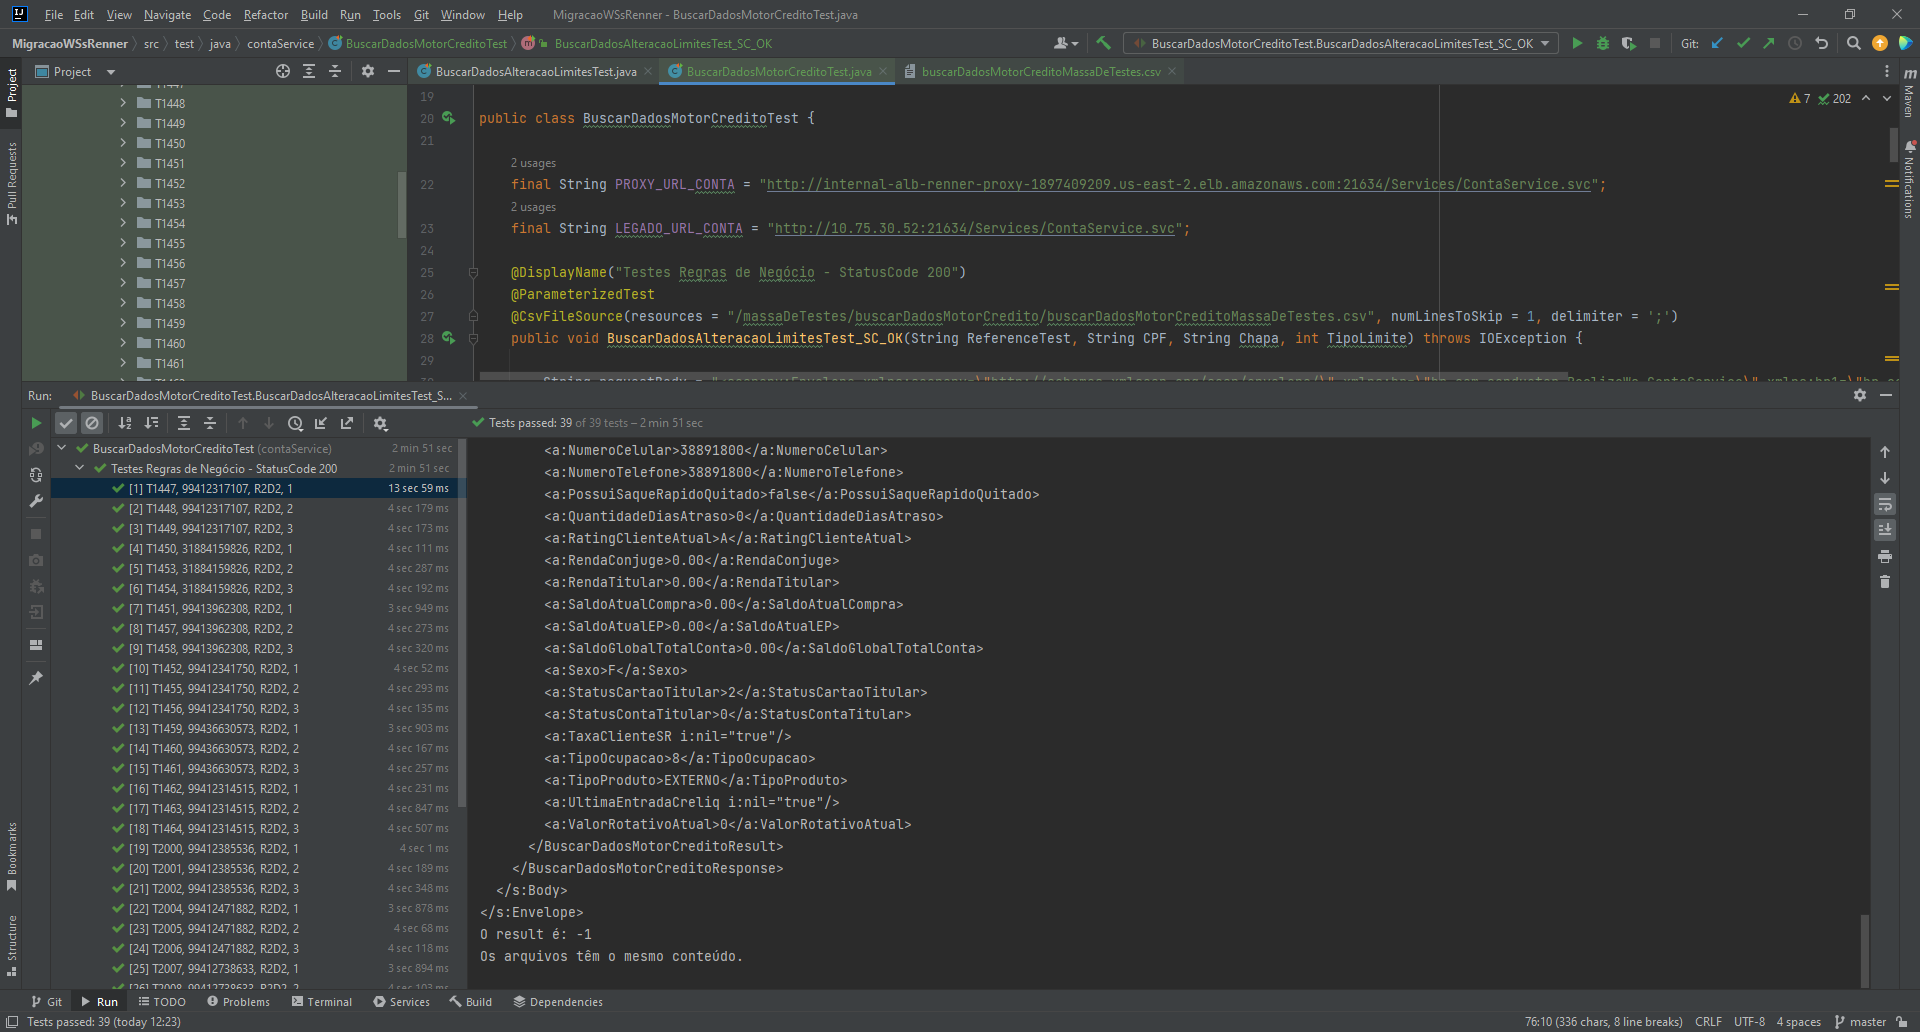 File Edit View Navigate Code Refactor Build Run Tools Git Window Help MigracaoWSsRenner - BuscarDadosMotorCreditoTest.java
MigracaoWSsRenner src test java contaService BuscarDadosMotorCreditoTest BuscarDadosAlteracaoLimitesTest_SC_OK BuscarDadosMotorCreditoTest.BuscarDadosAlteracaoLimitesTest_SC_OK Git:
Project
BuscarDadosAlteracaoLimitesTest.java BuscarDadosMotorCreditoTest.java buscarDadosMotorCreditoMassaDeTestes.csv
Project
Pull Requests
Bookmarks
Structure
Maven
Notifications
T1448
T1449
T1450
T1451
T1452
T1453
T1454
T1455
T1456
T1457
T1458
T1459
T1460
T1461
7 202
19
20 public class BuscarDadosMotorCreditoTest {
21
2 usages
22 final String PROXY_URL_CONTA = "http://internal-alb-renner-proxy-1897409209.us-east-2.elb.amazonaws.com:21634/Services/ContaService.svc";
2 usages
23 final String LEGADO_URL_CONTA = "http://10.75.30.52:21634/Services/ContaService.svc";
24
25 @DisplayName("Testes Regras de Negócio - StatusCode 200")
26 @ParameterizedTest
27 @CsvFileSource(resources = "/massaDeTestes/buscarDadosMotorCredito/buscarDadosMotorCreditoMassaDeTestes.csv", numLinesToSkip = 1, delimiter = ';')
28 public void BuscarDadosAlteracaoLimitesTest_SC_OK(String ReferenceTest, String CPF, String Chapa, int TipoLimite) throws IOException {
29
Run: BuscarDadosMotorCreditoTest.BuscarDadosAlteracaoLimitesTest_S...
Tests passed: 39 of 39 tests – 2 min 51 sec
BuscarDadosMotorCreditoTest (contaService) 2 min 51 sec
Testes Regras de Negócio - StatusCode 200 2 min 51 sec
[1] T1447, 99412317107, R2D2, 1 13 sec 59 ms
[2] T1448, 99412317107, R2D2, 2 4 sec 179 ms
[3] T1449, 99412317107, R2D2, 3 4 sec 173 ms
[4] T1450, 31884159826, R2D2, 1 4 sec 111 ms
[5] T1453, 31884159826, R2D2, 2 4 sec 287 ms
[6] T1454, 31884159826, R2D2, 3 4 sec 192 ms
[7] T1451, 99413962308, R2D2, 1 3 sec 949 ms
[8] T1457, 99413962308, R2D2, 2 4 sec 273 ms
[9] T1458, 99413962308, R2D2, 3 4 sec 320 ms
[10] T1452, 99412341750, R2D2, 1 4 sec 52 ms
[11] T1455, 99412341750, R2D2, 2 4 sec 293 ms
[12] T1456, 99412341750, R2D2, 3 4 sec 135 ms
[13] T1459, 99436630573, R2D2, 1 3 sec 903 ms
[14] T1460, 99436630573, R2D2, 2 4 sec 167 ms
[15] T1461, 99436630573, R2D2, 3 4 sec 257 ms
[16] T1462, 99412314515, R2D2, 1 4 sec 231 ms
[17] T1463, 99412314515, R2D2, 2 4 sec 847 ms
[18] T1464, 99412314515, R2D2, 3 4 sec 507 ms
[19] T2000, 99412385536, R2D2, 1 4 sec 1 ms
[20] T2001, 99412385536, R2D2, 2 4 sec 189 ms
[21] T2002, 99412385536, R2D2, 3 4 sec 348 ms
[22] T2004, 99412471882, R2D2, 1 3 sec 878 ms
[23] T2005, 99412471882, R2D2, 2 4 sec 68 ms
[24] T2006, 99412471882, R2D2, 3 4 sec 118 ms
[25] T2007, 99412738633, R2D2, 1 3 sec 894 ms
<a:NumeroCelular>38891800</a:NumeroCelular>
<a:NumeroTelefone>38891800</a:NumeroTelefone>
<a:PossuiSaqueRapidoQuitado>false</a:PossuiSaqueRapidoQuitado>
<a:QuantidadeDiasAtraso>0</a:QuantidadeDiasAtraso>
<a:RatingClienteAtual>A</a:RatingClienteAtual>
<a:RendaConjuge>0.00</a:RendaConjuge>
<a:RendaTitular>0.00</a:RendaTitular>
<a:SaldoAtualCompra>0.00</a:SaldoAtualCompra>
<a:SaldoAtualEP>0.00</a:SaldoAtualEP>
<a:SaldoGlobalTotalConta>0.00</a:SaldoGlobalTotalConta>
<a:Sexo>F</a:Sexo>
<a:StatusCartaoTitular>2</a:StatusCartaoTitular>
<a:StatusContaTitular>0</a:StatusContaTitular>
<a:TaxaClienteSR i:nil="true"/>
<a:TipoOcupacao>8</a:TipoOcupacao>
<a:TipoProduto>EXTERNO</a:TipoProduto>
<a:UltimaEntradaCreliq i:nil="true"/>
<a:ValorRotativoAtual>0</a:ValorRotativoAtual>
</BuscarDadosMotorCreditoResult>
</BuscarDadosMotorCreditoResponse>
</s:Body>
</s:Envelope>
O result é: -1
Os arquivos têm o mesmo conteúdo.
Git Run TODO Problems Terminal Services Build Dependencies
Tests passed: 39 (today 12:23) 76:10 (336 chars, 8 line breaks) CRLF UTF-8 4 spaces master